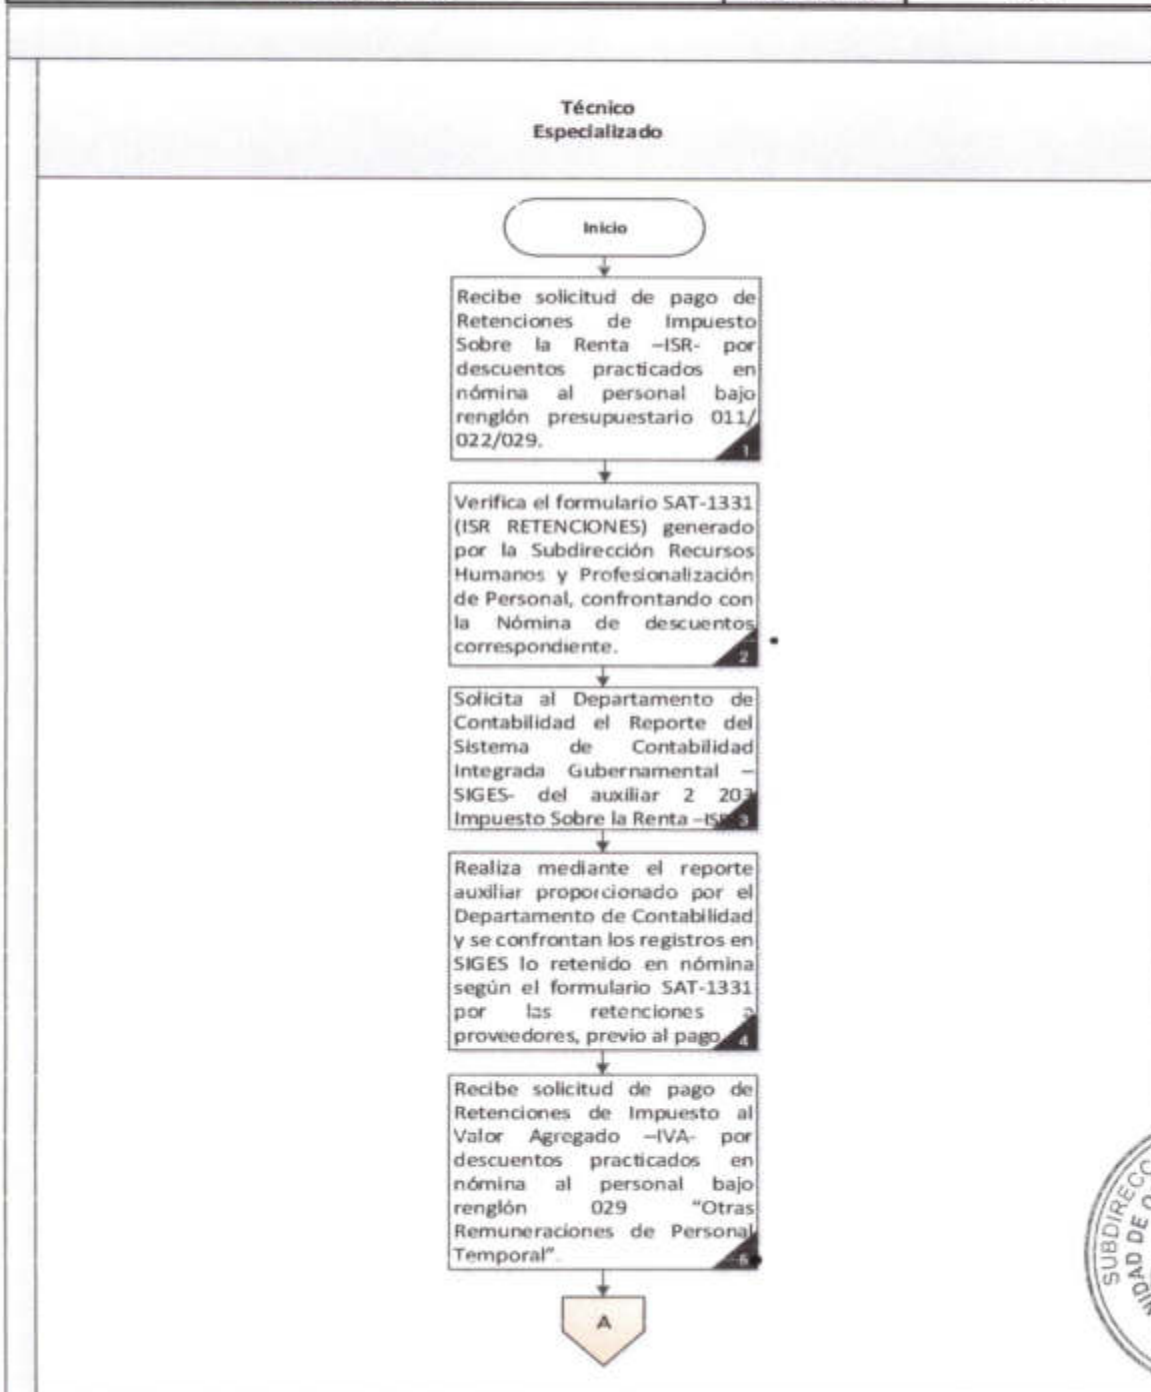 Técnico
Especializado
Inicio
Recibe solicitud de pago de
Retenciones de Impuesto
Sobre la Renta –ISR- por
descuentos practicados en
nómina al personal bajo
renglón presupuestario 011/
022/029.
1
Verifica el formulario SAT-1331
(ISR RETENCIONES) generado
por la Subdirección Recursos
Humanos y Profesionalización
de Personal, confrontando con
la Nómina de descuentos
correspondiente.
2
Solicita al Departamento de
Contabilidad el Reporte del
Sistema de Contabilidad
Integrada Gubernamental –
SIGES- del auxiliar 2 203
Impuesto Sobre la Renta –ISR
3
Realiza mediante el reporte
auxiliar proporcionado por el
Departamento de Contabilidad
y se confrontan los registros en
SIGES lo retenido en nómina
según el formulario SAT-1331
por las retenciones a
proveedores, previo al pago
4
Recibe solicitud de pago de
Retenciones de Impuesto al
Valor Agregado –IVA- por
descuentos practicados en
nómina al personal bajo
renglón 029 "Otras
Remuneraciones de Personal
Temporal".
5
A
SUBDIRECC
DE